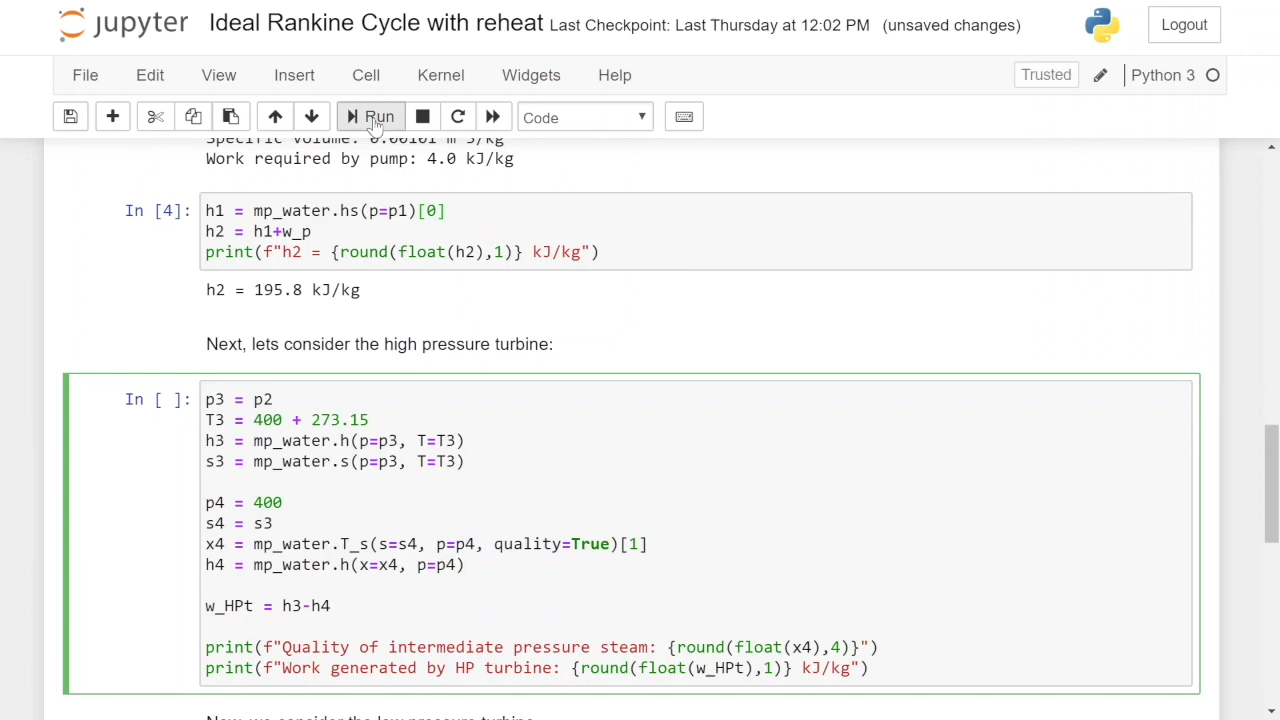 jupyter Ideal Rankine Cycle with reheat Last Checkpoint: Last Thursday at 12:02 PM (unsaved changes) Logout
File Edit View Insert Cell Kernel Widgets Help Trusted Python 3
Run Code
Specific volume: 0.00101 m^3/kg
Work required by pump: 4.0 kJ/kg
In [4]: h1 = mp_water.hs(p=p1)[0]
h2 = h1+w_p
print(f"h2 = {round(float(h2),1)} kJ/kg")
h2 = 195.8 kJ/kg
Next, lets consider the high pressure turbine:
In [ ]: p3 = p2
T3 = 400 + 273.15
h3 = mp_water.h(p=p3, T=T3)
s3 = mp_water.s(p=p3, T=T3)
p4 = 400
s4 = s3
x4 = mp_water.T_s(s=s4, p=p4, quality=True)[1]
h4 = mp_water.h(x=x4, p=p4)
w_HPt = h3-h4
print(f"Quality of intermediate pressure steam: {round(float(x4),4)}")
print(f"Work generated by HP turbine: {round(float(w_HPt),1)} kJ/kg")
Now, we consider the low pressure turbine